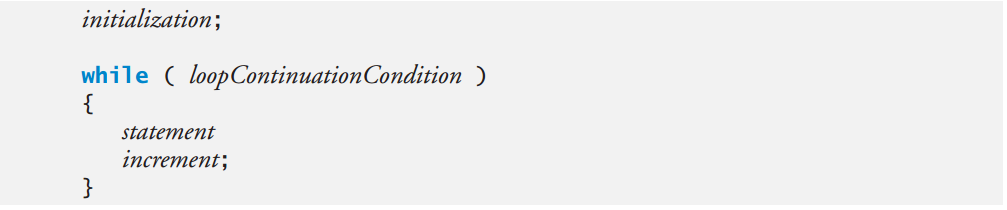 initialization;
while ( loopContinuationCondition )
{
statement
increment;
}